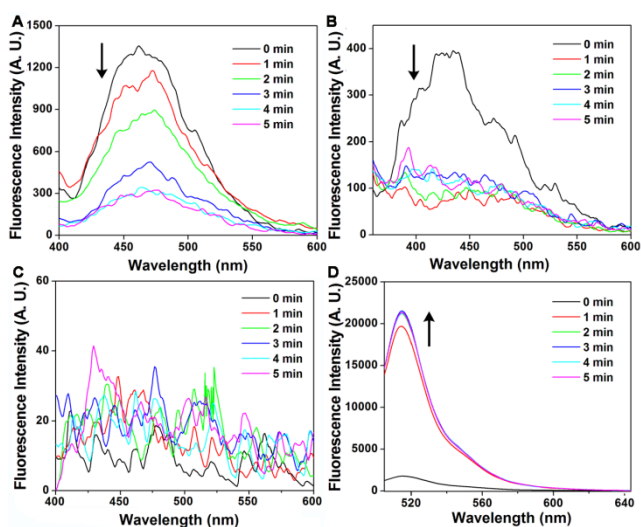 A
Fluorescence Intensity (A. U.)
1500
1200
900
600
300
0
400
450
500
550
600
Wavelength (nm)
0 min
1 min
2 min
3 min
4 min
5 min
B
Fluorescence Intensity (A. U.)
400
300
200
100
0
400
450
500
550
600
Wavelength (nm)
0 min
1 min
2 min
3 min
4 min
5 min
C
Fluorescence Intensity (A. U.)
60
40
20
0
400
450
500
550
600
Wavelength (nm)
0 min
1 min
2 min
3 min
4 min
5 min
D
Fluorescence Intensity (A. U.)
25000
20000
15000
10000
5000
0
520
560
600
640
Wavelength (nm)
0 min
1 min
2 min
3 min
4 min
5 min